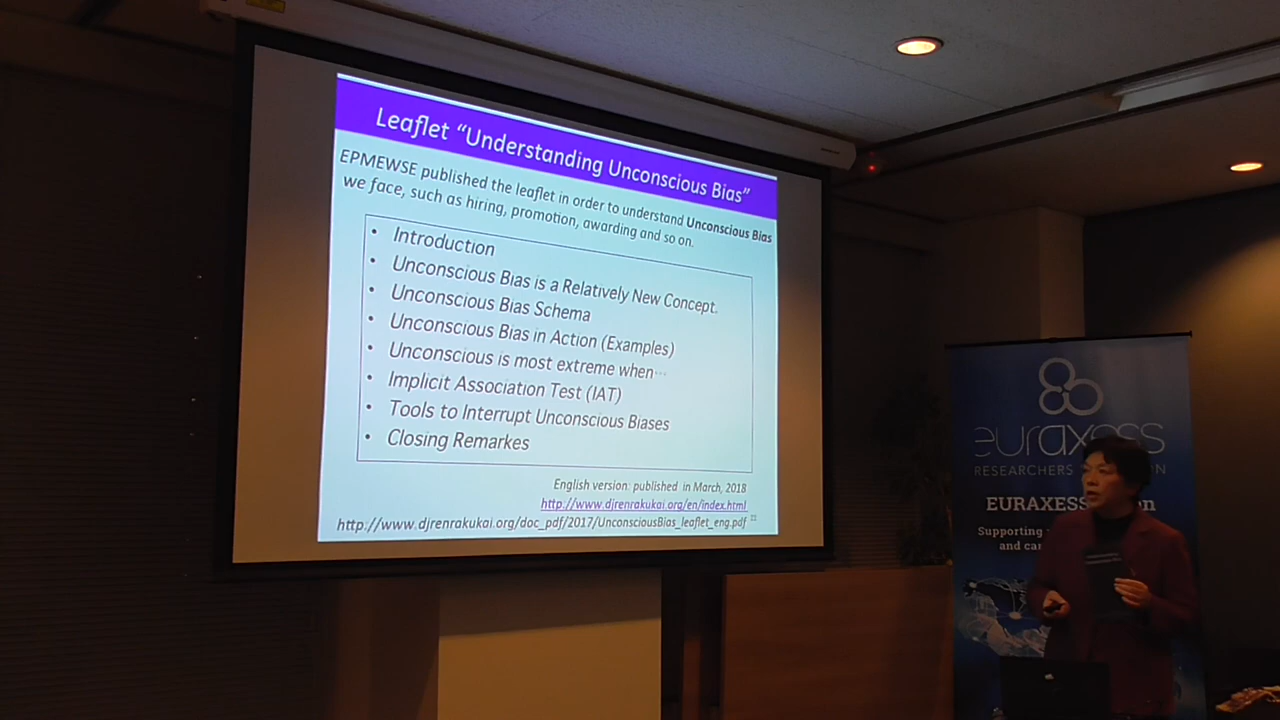 Leaflet “Understanding Unconscious Bias”
EPMEWSE published the leaflet in order to understand Unconscious Bias
we face, such as hiring, promotion, awarding and so on.
• Introduction
• Unconscious Bias is a Relatively New Concept.
• Unconscious Bias Schema
• Unconscious Bias in Action (Examples)
• Unconscious is most extreme when…
• Implicit Association Test (IAT)
• Tools to Interrupt Unconscious Biases
• Closing Remarkes
English version: published in March, 2018
http://www.djrenrakukai.org/en/index.html
http://www.djrenrakukai.org/doc_pdf/2017/UnconsciousBias_leaflet_eng.pdf
euraxess
RESEARCHERS
EURAXESS
Supporting
and